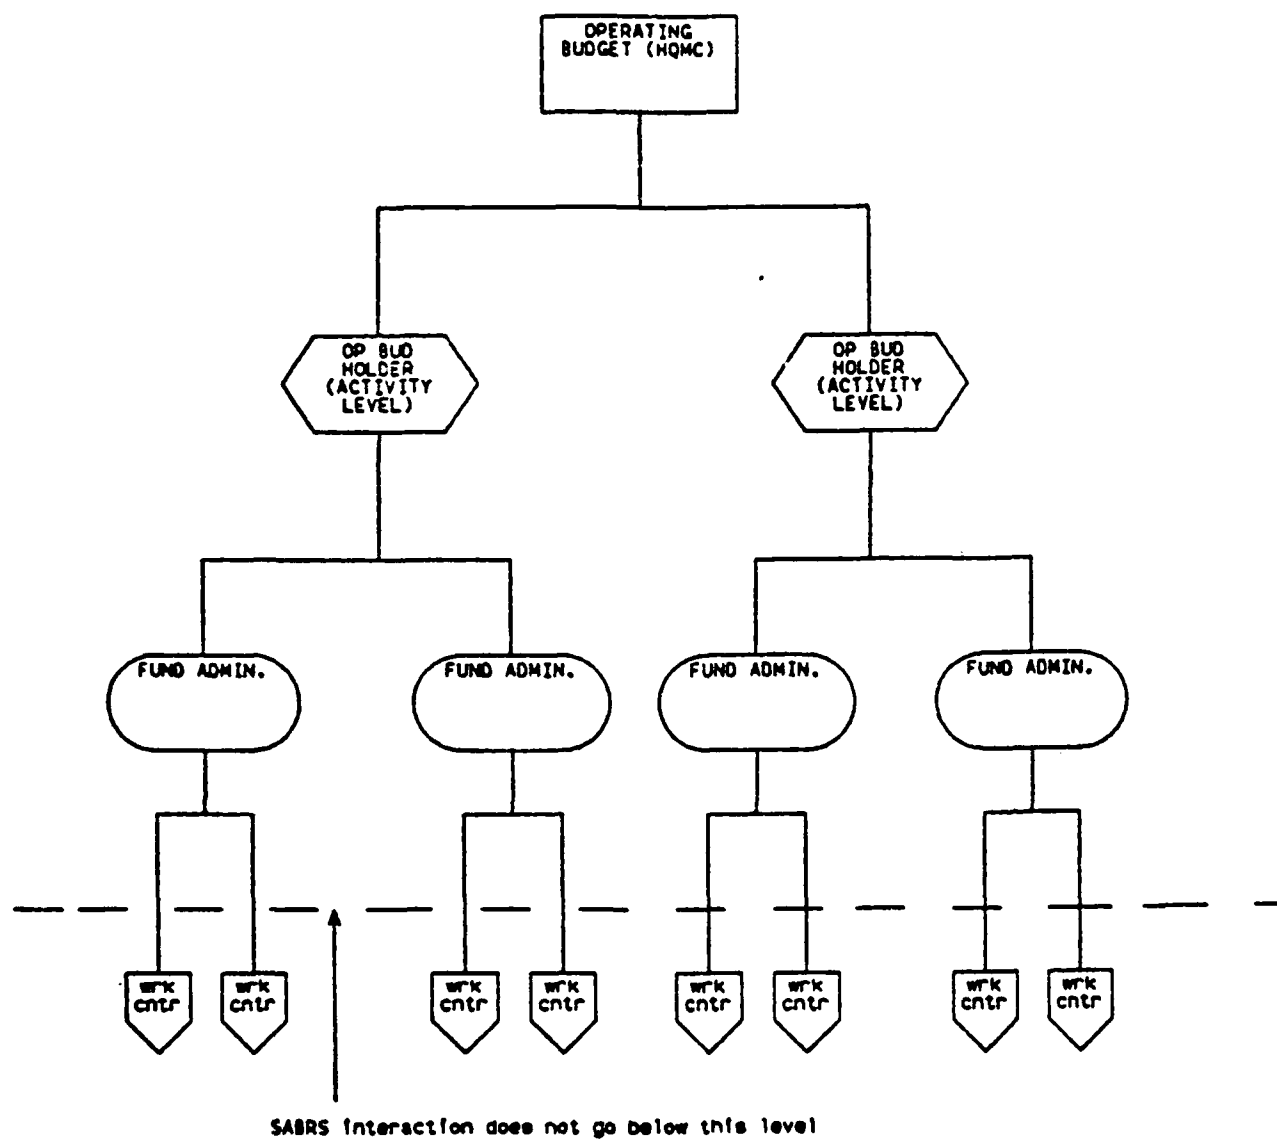 OPERATING
BUDGET (HQMC)
OP BUD
HOLDER
(ACTIVITY
LEVEL)
OP BUD
HOLDER
(ACTIVITY
LEVEL)
FUND ADMIN.
FUND ADMIN.
FUND ADMIN.
FUND ADMIN.
wrk
cntr
wrk
cntr
wrk
cntr
wrk
cntr
wrk
cntr
wrk
cntr
wrk
cntr
wrk
cntr
SABRS interaction does not go below this level